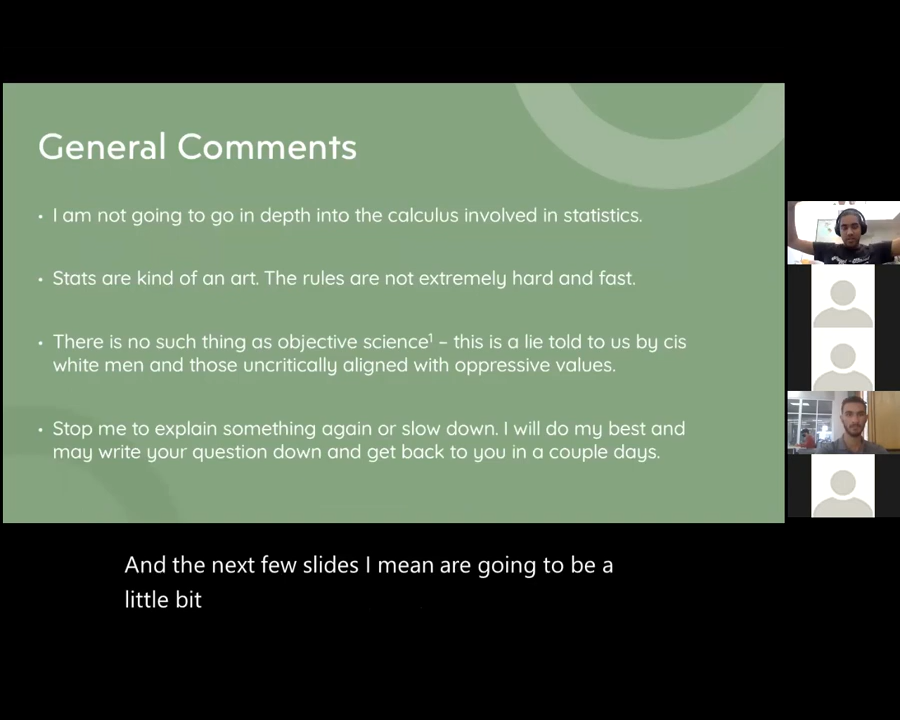 General Comments
• I am not going to go in depth into the calculus involved in statistics.
• Stats are kind of an art. The rules are not extremely hard and fast.
• There is no such thing as objective science¹ – this is a lie told to us by cis
white men and those uncritically aligned with oppressive values.
• Stop me to explain something again or slow down. I will do my best and
may write your question down and get back to you in a couple days.
And the next few slides I mean are going to be a
little bit